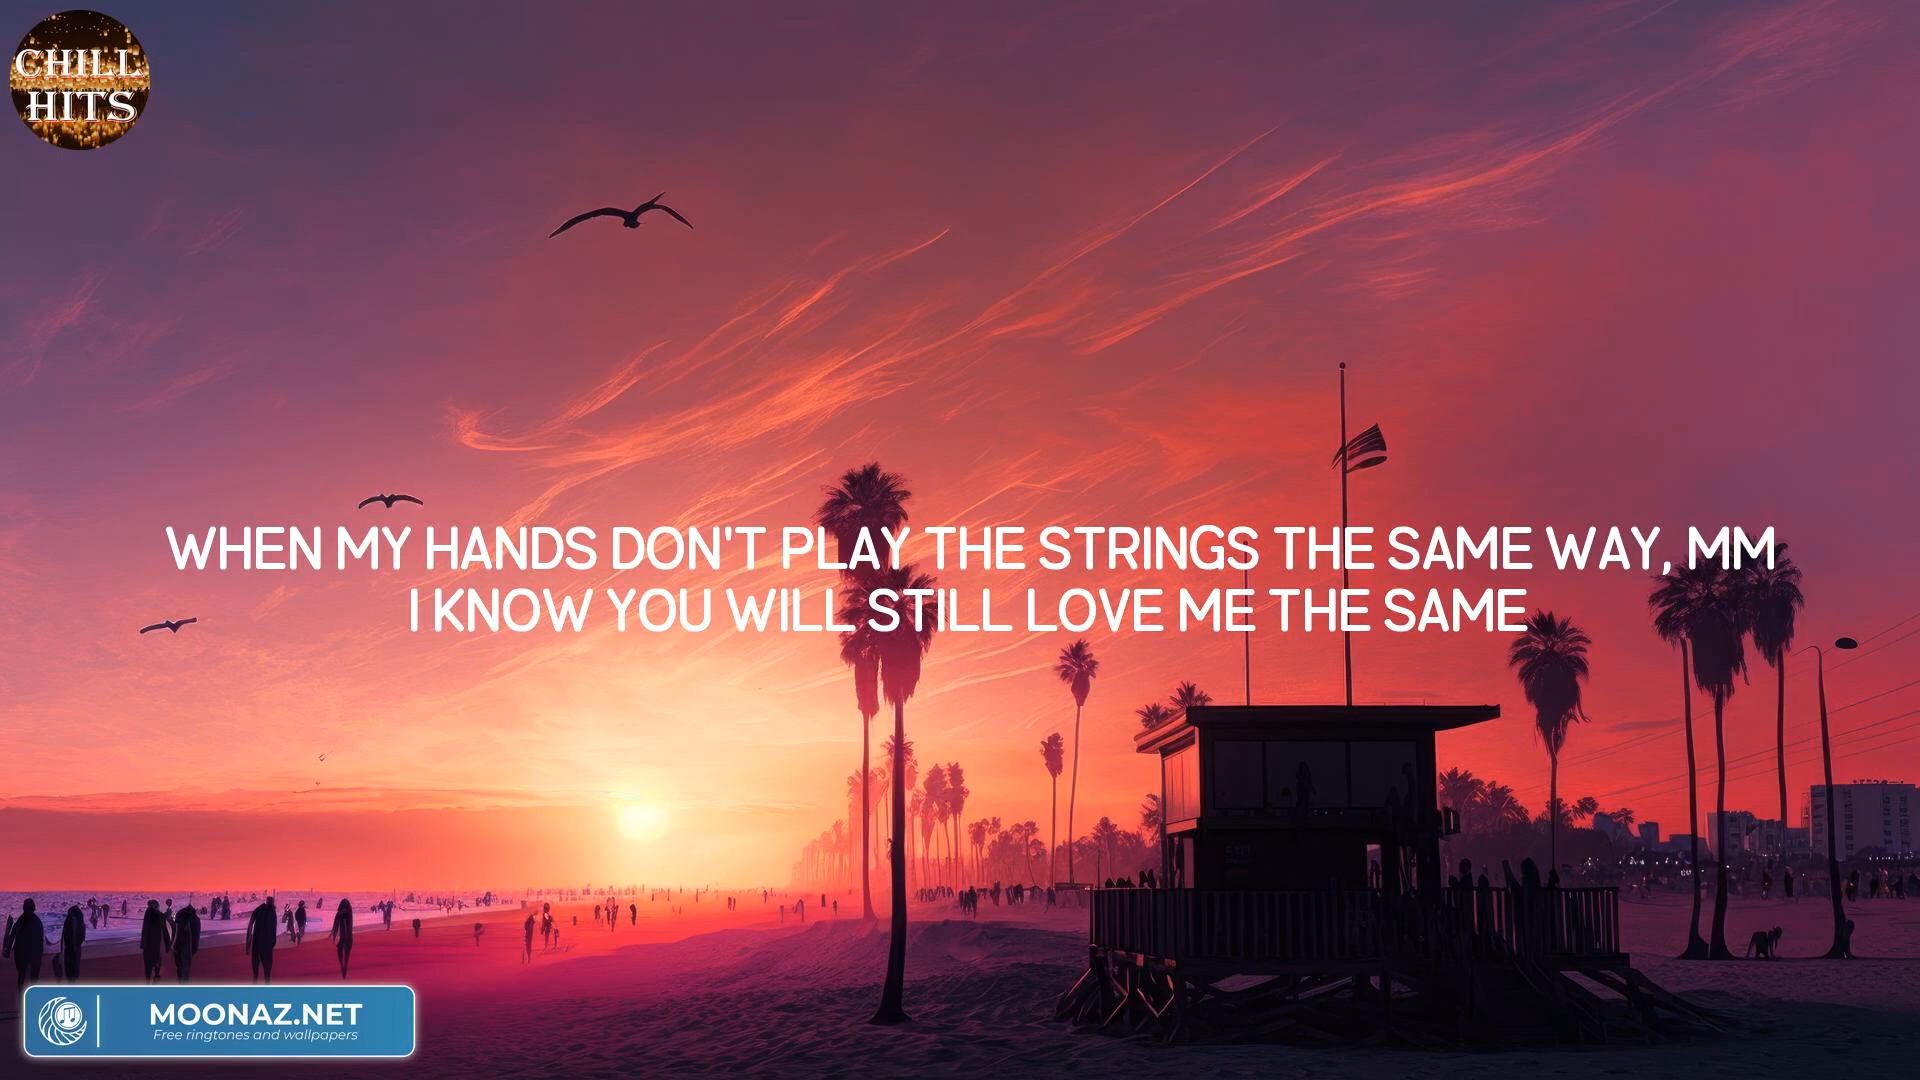 CHILL
HITS
WHEN MY HANDS DON'T PLAY THE STRINGS THE SAME WAY, MM
I KNOW YOU WILL STILL LOVE ME THE SAME
MOONAZ.NET
Free ringtones and wallpapers